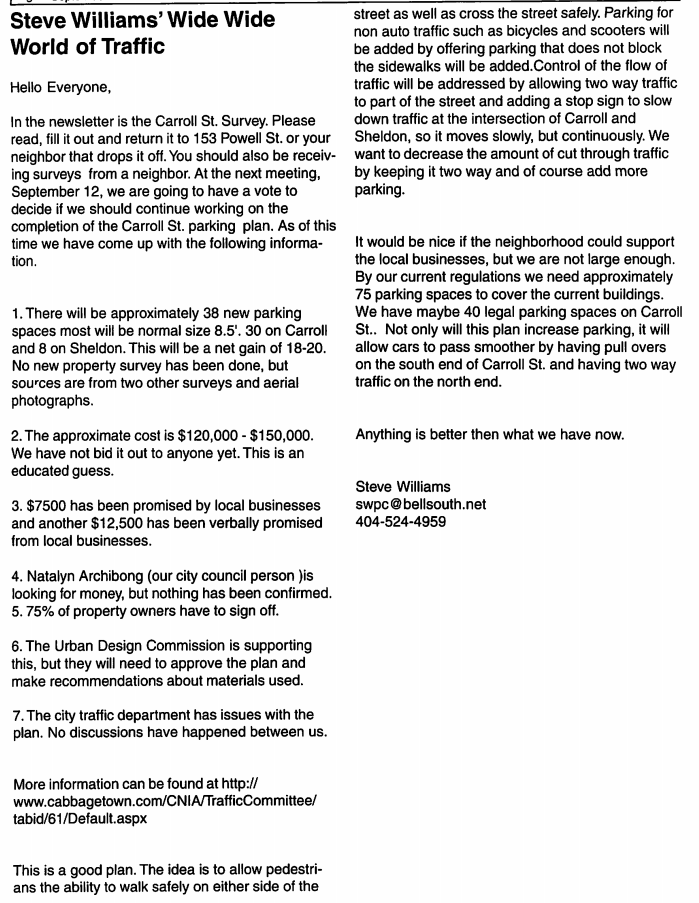 Steve Williams' Wide Wide
World of Traffic
Hello Everyone,
In the newsletter is the Carroll St. Survey. Please
read, fill it out and return it to 153 Powell St. or your
neighbor that drops it off. You should also be receiv-
ing surveys from a neighbor. At the next meeting,
September 12, we are going to have a vote to
decide if we should continue working on the
completion of the Carroll St. parking plan. As of this
time we have come up with the following informa-
tion.
1. There will be approximately 38 new parking
spaces most will be normal size 8.5'. 30 on Carroll
and 8 on Sheldon. This will be a net gain of 18-20.
No new property survey has been done, but
sources are from two other surveys and aerial
photographs.
2. The approximate cost is $120,000 - $150,000.
We have not bid it out to anyone yet. This is an
educated guess.
3. $7500 has been promised by local businesses
and another $12,500 has been verbally promised
from local businesses.
4. Natalyn Archibong (our city council person )is
looking for money, but nothing has been confirmed.
5. 75% of property owners have to sign off.
6. The Urban Design Commission is supporting
this, but they will need to approve the plan and
make recommendations about materials used.
7. The city traffic department has issues with the
plan. No discussions have happened between us.
More information can be found at http://
www.cabbagetown.com/CNIA/TrafficCommittee/
tabid/61/Default.aspx
This is a good plan. The idea is to allow pedestri-
ans the ability to walk safely on either side of the
street as well as cross the street safely. Parking for
non auto traffic such as bicycles and scooters will
be added by offering parking that does not block
the sidewalks will be added.Control of the flow of
traffic will be addressed by allowing two way traffic
to part of the street and adding a stop sign to slow
down traffic at the intersection of Carroll and
Sheldon, so it moves slowly, but continuously. We
want to decrease the amount of cut through traffic
by keeping it two way and of course add more
parking.
It would be nice if the neighborhood could support
the local businesses, but we are not large enough.
By our current regulations we need approximately
75 parking spaces to cover the current buildings.
We have maybe 40 legal parking spaces on Carroll
St.. Not only will this plan increase parking, it will
allow cars to pass smoother by having pull overs
on the south end of Carroll St. and having two way
traffic on the north end.
Anything is better then what we have now.
Steve Williams
swpc@bellsouth.net
404-524-4959